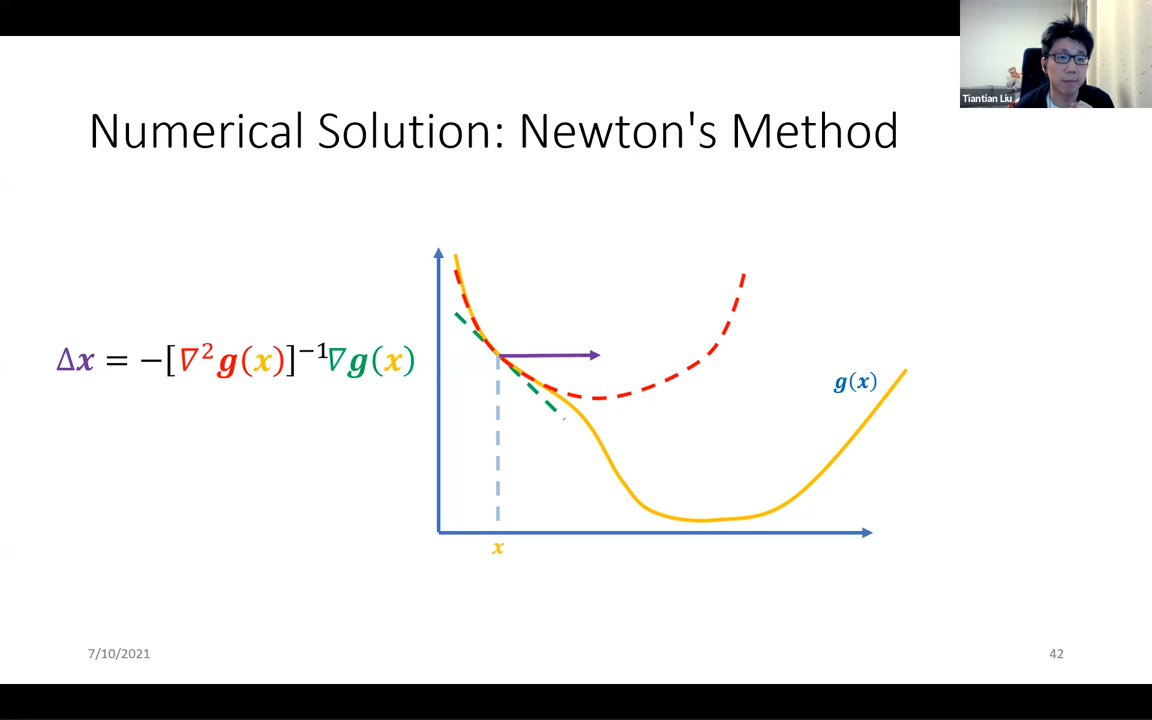 Tiantian Liu
Numerical Solution: Newton's Method
Δx = −[∇²g(x)]⁻¹∇g(x)
g(x)
x
7/10/2021
42